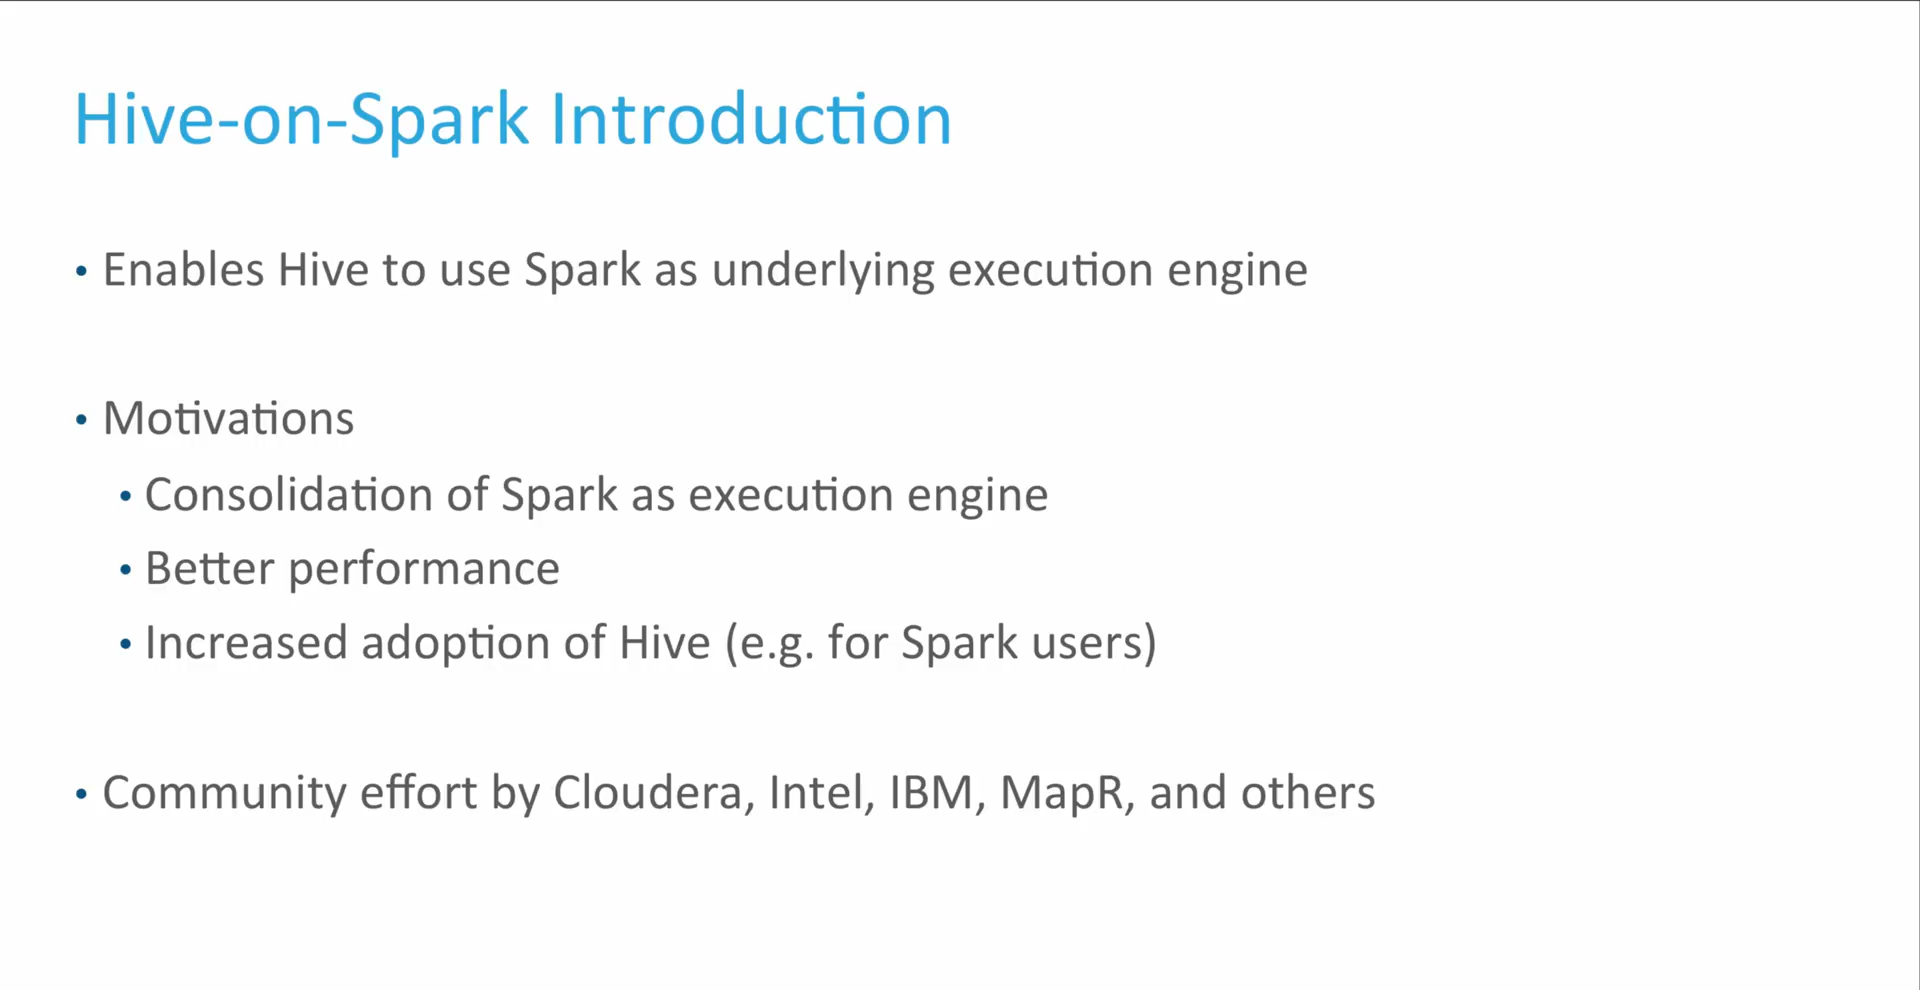 Hive-on-Spark Introduction
• Enables Hive to use Spark as underlying execution engine
• Motivations
• Consolidation of Spark as execution engine
• Better performance
• Increased adoption of Hive (e.g. for Spark users)
• Community effort by Cloudera, Intel, IBM, MapR, and others